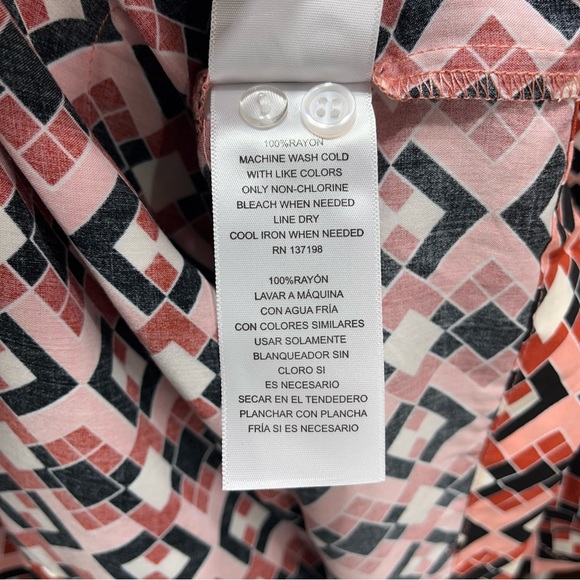 100%RAYON
MACHINE WASH COLD
WITH LIKE COLORS
ONLY NON-CHLORINE
BLEACH WHEN NEEDED
LINE DRY
COOL IRON WHEN NEEDED
RN 137198
100%RAYÓN
LAVAR A MÁQUINA
CON AGUA FRÍA
CON COLORES SIMILARES
USAR SOLAMENTE
BLANQUEADOR SIN
CLORO SI
ES NECESARIO
SECAR EN EL TENDEDERO
PLANCHAR CON PLANCHA
FRÍA SI ES NECESARIO